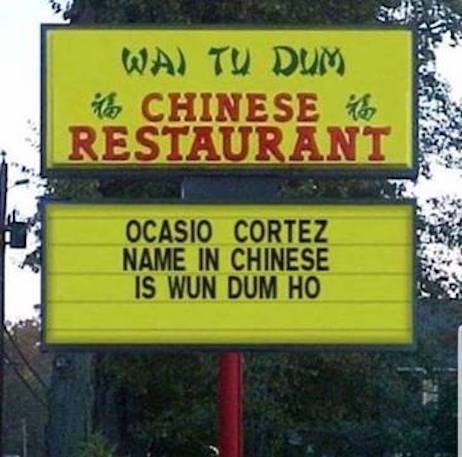 WAI TU DUM
福 CHINESE 福
RESTAURANT
OCASIO CORTEZ
NAME IN CHINESE
IS WUN DUM HO